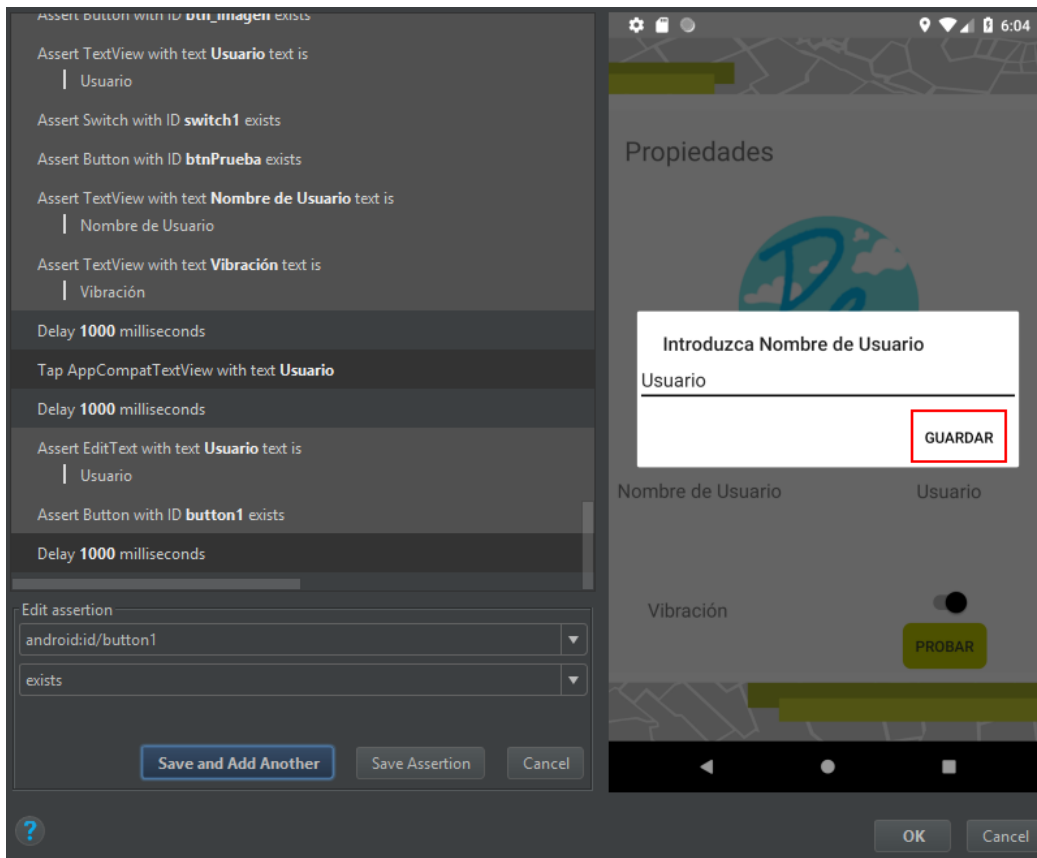 Assert Button with ID btn_imagen exists
Assert TextView with text Usuario text is
Usuario
Assert Switch with ID switch1 exists
Assert Button with ID btnPrueba exists
Assert TextView with text Nombre de Usuario text is
Nombre de Usuario
Assert TextView with text Vibración text is
Vibración
Delay 1000 milliseconds
Tap AppCompatTextView with text Usuario
Delay 1000 milliseconds
Assert EditText with text Usuario text is
Usuario
Assert Button with ID button1 exists
Delay 1000 milliseconds
Edit assertion
android:id/button1
exists
Save and Add Another
Save Assertion
Cancel
6:04
Propiedades
Introduzca Nombre de Usuario
Usuario
GUARDAR
Nombre de Usuario
Usuario
Vibración
PROBAR
?
OK
Cancel